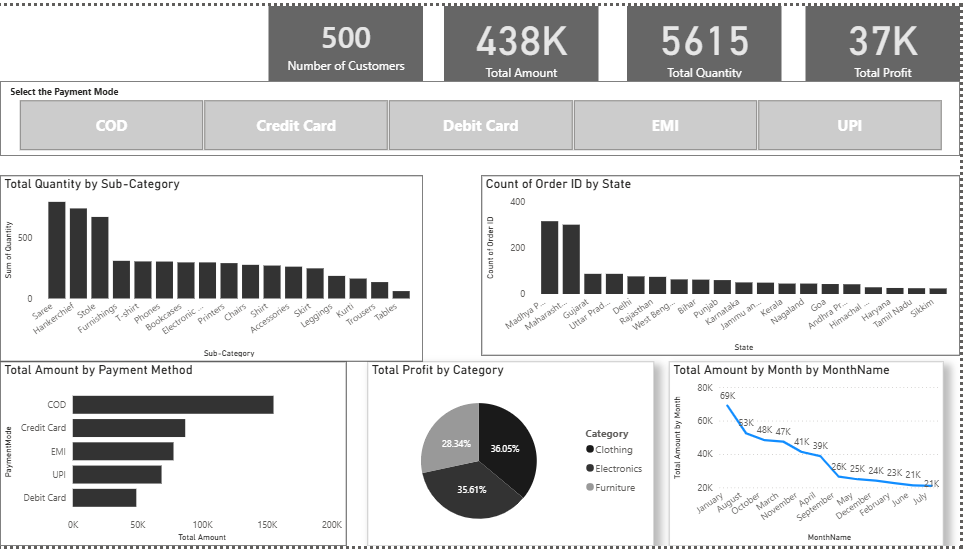 500
Number of Customers
438K
Total Amount
5615
Total Quantity
37K
Total Profit
Select the Payment Mode
COD
Credit Card
Debit Card
EMI
UPI
Total Quantity by Sub-Category
Sum of Quantity
500
0
Saree
Hankerchief
Stole
Furnishings
T-shirt
Phones
Bookcases
Electronic ...
Printers
Chairs
Shirt
Accessories
Skirt
Leggings
Kurti
Trousers
Tables
Sub-Category
Count of Order ID by State
Count of Order ID
400
200
0
Madhya P...
Maharasht...
Gujarat
Uttar Prad...
Delhi
Rajasthan
West Beng...
Bihar
Punjab
Karnataka
Jammu an...
Kerala
Nagaland
Goa
Andhra Pr...
Himachal ...
Haryana
Tamil Nadu
Sikkim
State
Total Amount by Payment Method
PaymentMode
COD
Credit Card
EMI
UPI
Debit Card
0K
50K
100K
150K
200K
Total Amount
Total Profit by Category
28.34%
36.05%
35.61%
Category
Clothing
Electronics
Furniture
Total Amount by Month by MonthName
Total Amount by Month
80K
60K
40K
20K
69K
53K
48K
47K
41K
39K
26K
25K
24K
23K
21K
21K
January
August
October
March
November
April
September
May
December
February
June
July
MonthName